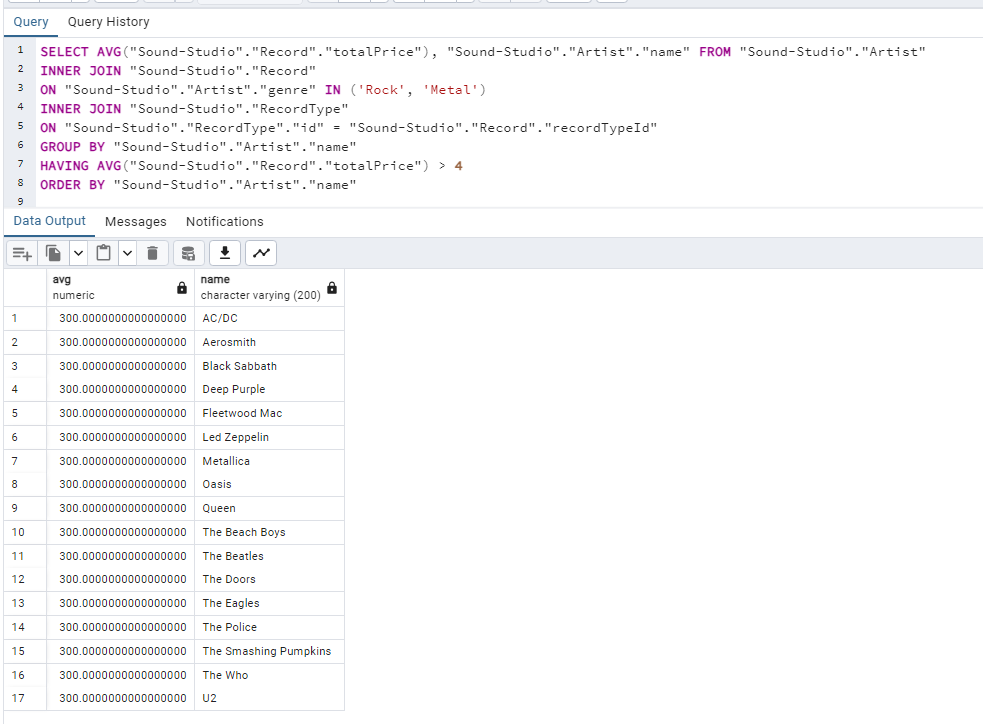 Query Query History
1 SELECT AVG("Sound-Studio"."Record"."totalPrice"), "Sound-Studio"."Artist"."name" FROM "Sound-Studio"."Artist"
2 INNER JOIN "Sound-Studio"."Record"
3 ON "Sound-Studio"."Artist"."genre" IN ('Rock', 'Metal')
4 INNER JOIN "Sound-Studio"."RecordType"
5 ON "Sound-Studio"."RecordType"."id" = "Sound-Studio"."Record"."recordTypeId"
6 GROUP BY "Sound-Studio"."Artist"."name"
7 HAVING AVG("Sound-Studio"."Record"."totalPrice") > 4
8 ORDER BY "Sound-Studio"."Artist"."name"
9
Data Output Messages Notifications
avg name
numeric character varying (200)
1 300.0000000000000000 AC/DC
2 300.0000000000000000 Aerosmith
3 300.0000000000000000 Black Sabbath
4 300.0000000000000000 Deep Purple
5 300.0000000000000000 Fleetwood Mac
6 300.0000000000000000 Led Zeppelin
7 300.0000000000000000 Metallica
8 300.0000000000000000 Oasis
9 300.0000000000000000 Queen
10 300.0000000000000000 The Beach Boys
11 300.0000000000000000 The Beatles
12 300.0000000000000000 The Doors
13 300.0000000000000000 The Eagles
14 300.0000000000000000 The Police
15 300.0000000000000000 The Smashing Pumpkins
16 300.0000000000000000 The Who
17 300.0000000000000000 U2